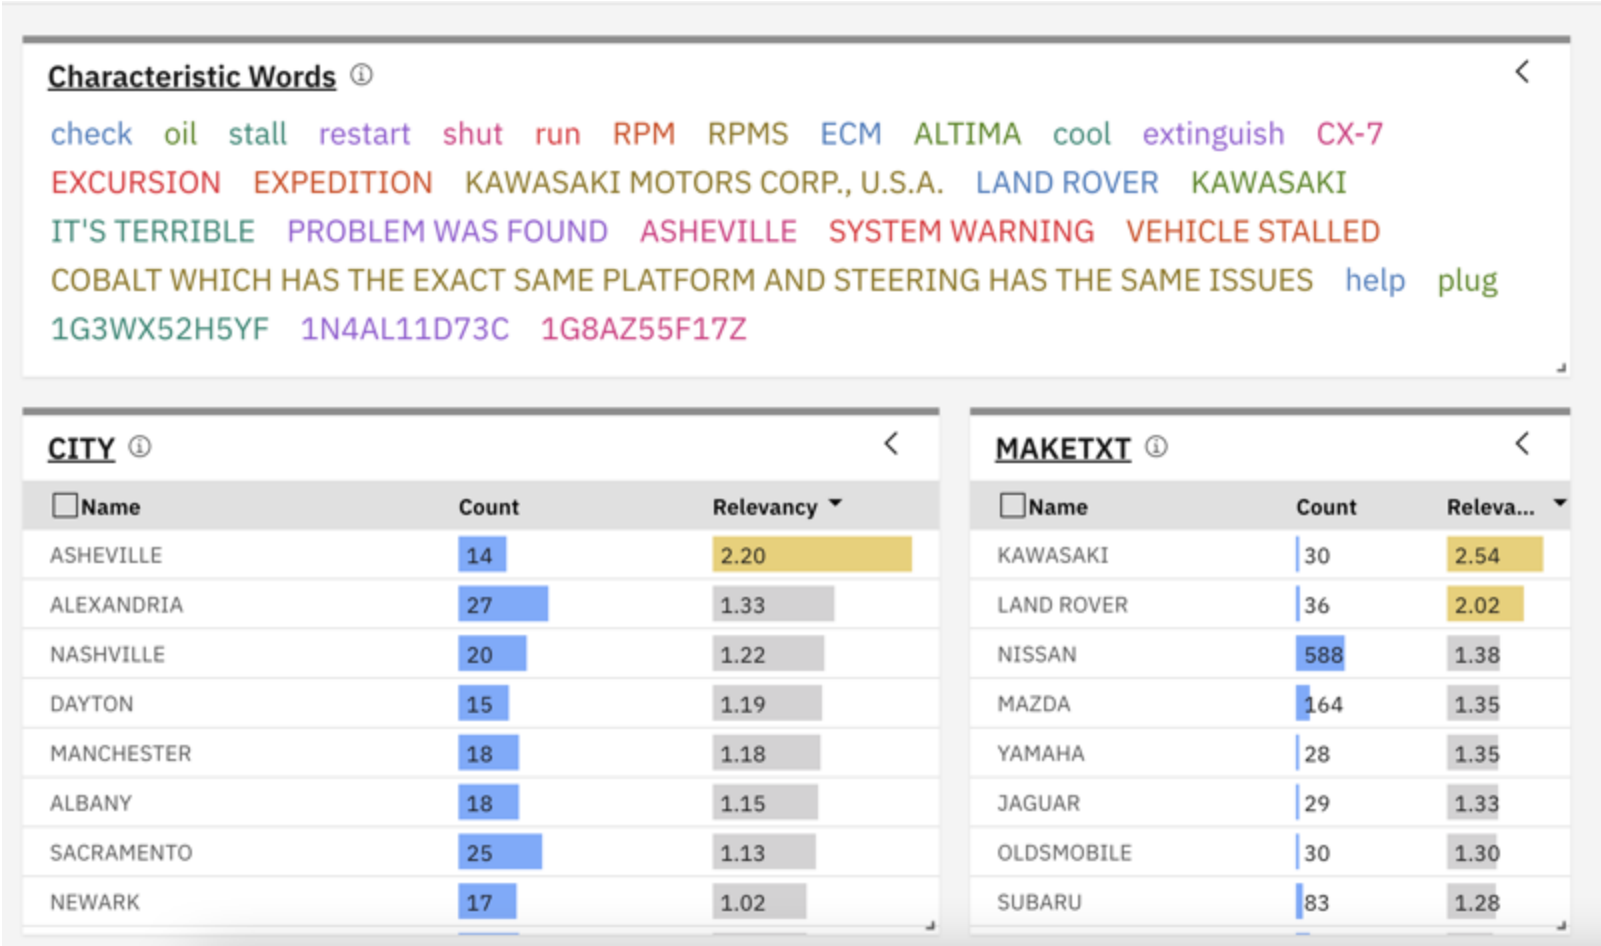 Characteristic Words
check oil stall restart shut run RPM RPMS ECM ALTIMA cool extinguish CX-7
EXCURSION EXPEDITION KAWASAKI MOTORS CORP., U.S.A. LAND ROVER KAWASAKI
IT'S TERRIBLE PROBLEM WAS FOUND ASHEVILLE SYSTEM WARNING VEHICLE STALLED
COBALT WHICH HAS THE EXACT SAME PLATFORM AND STEERING HAS THE SAME ISSUES help plug
1G3WX52H5YF 1N4AL11D73C 1G8AZ55F17Z
CITY
Name Count Relevancy
ASHEVILLE 14 2.20
ALEXANDRIA 27 1.33
NASHVILLE 20 1.22
DAYTON 15 1.19
MANCHESTER 18 1.18
ALBANY 18 1.15
SACRAMENTO 25 1.13
NEWARK 17 1.02
MAKETXT
Name Count Releva...
KAWASAKI 30 2.54
LAND ROVER 36 2.02
NISSAN 588 1.38
MAZDA 164 1.35
YAMAHA 28 1.35
JAGUAR 29 1.33
OLDSMOBILE 30 1.30
SUBARU 83 1.28